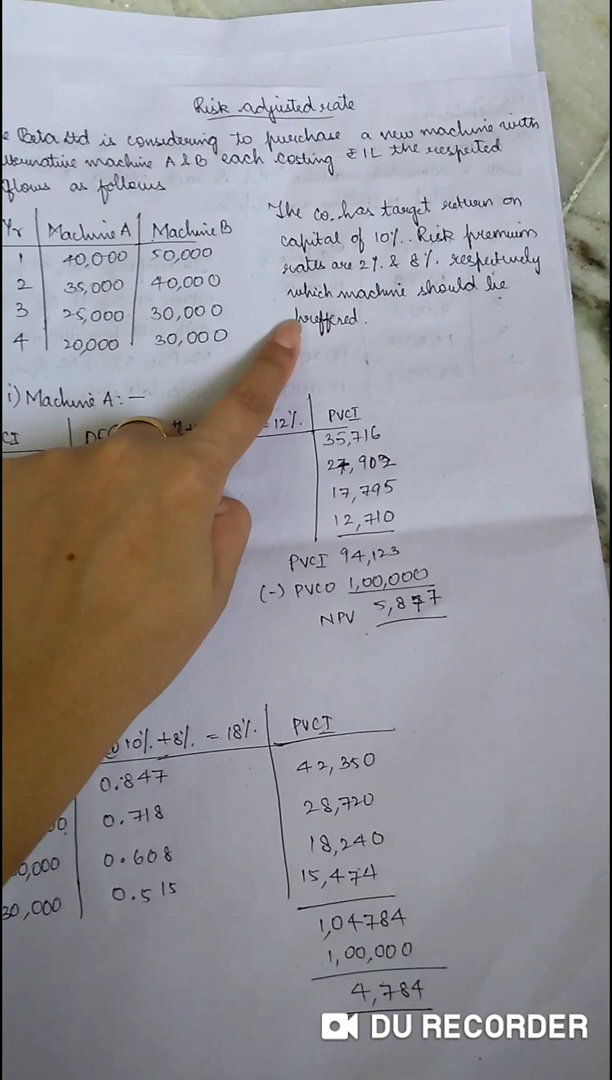 Risk adjusted rate
Beta Ltd is considering to purchase a new machine with
alternative machine A & B each costing ₹1L the respected
flows as follows
Yr Machine A Machine B
1 40,000 50,000
2 35,000 40,000
3 25,000 30,000
4 20,000 30,000
The co. has target return on
capital of 10%. Risk premium
rates are 2% & 8% respectively
which machine should be
preffered.
i) Machine A:-
CI = 12% PVCI
35,716
27,902
17,795
12,710
PVCI 94,123
(-) PVCO 1,00,000
NPV 5,877
@ 10% + 8% = 18% PVCI
0.847 42,350
0.718 28,720
0,000 0.608 18,240
30,000 0.515 15,474
1,04784
1,00,000
4,784
DU RECORDER